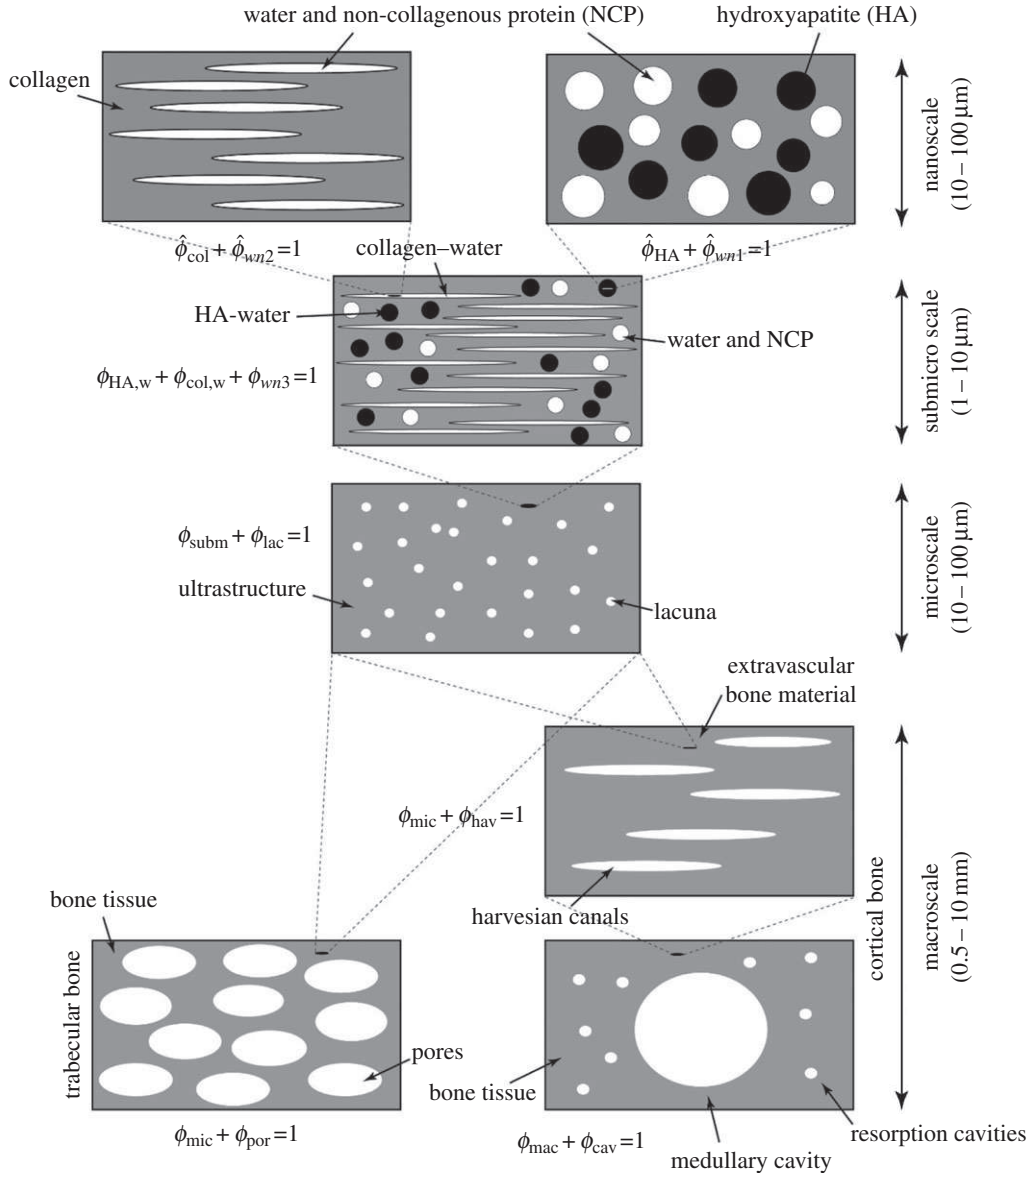 water and non-collagenous protein (NCP)
hydroxyapatite (HA)
collagen
nanoscale
(10 – 100 μm)
ϕ̂col + ϕ̂wn2 =1
collagen–water
ϕ̂HA + ϕ̂wn1 =1
HA-water
water and NCP
ϕHA,w + ϕcol,w + ϕwn3 =1
submicro scale
(1 – 10 μm)
ϕsubm + ϕlac =1
ultrastructure
lacuna
microscale
(10 – 100 μm)
extravascular
bone material
ϕmic + ϕhav =1
harvesian canals
bone tissue
trabecular bone
pores
ϕmic + ϕpor =1
cortical bone
macroscale
(0.5 – 10 mm)
bone tissue
ϕmac + ϕcav =1
medullary cavity
resorption cavities